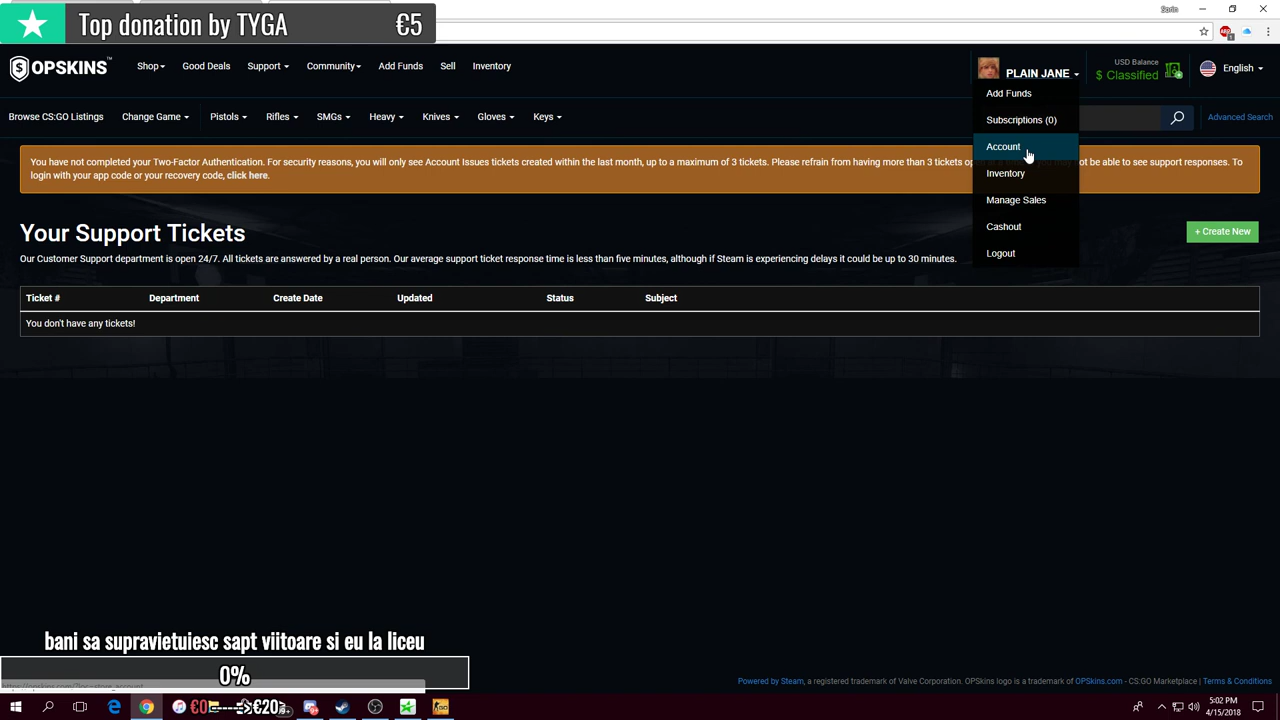 Sorin
Top donation by TYGA €5
OPSKINS™
Shop
Good Deals
Support
Community
Add Funds
Sell
Inventory
PLAIN JANE
USD Balance
$ Classified
English
Add Funds
Subscriptions (0)
Account
Inventory
Manage Sales
Cashout
Logout
Browse CS:GO Listings
Change Game
Pistols
Rifles
SMGs
Heavy
Knives
Gloves
Keys
Advanced Search
You have not completed your Two-Factor Authentication. For security reasons, you will only see Account Issues tickets created within the last month, up to a maximum of 3 tickets. Please refrain from having more than 3 tickets not be able to see support responses. To
login with your app code or your recovery code, click here.
Your Support Tickets
+ Create New
Our Customer Support department is open 24/7. All tickets are answered by a real person. Our average support ticket response time is less than five minutes, although if Steam is experiencing delays it could be up to 30 minutes.
Ticket # Department Create Date Updated Status Subject
You don't have any tickets!
bani sa supravietuiesc sapt viitoare si eu la liceu
0%
Powered by Steam, a registered trademark of Valve Corporation. OPSkins logo is a trademark of OPSkins.com - CS:GO Marketplace | Terms & Conditions
€20
5:02 PM
4/15/2018